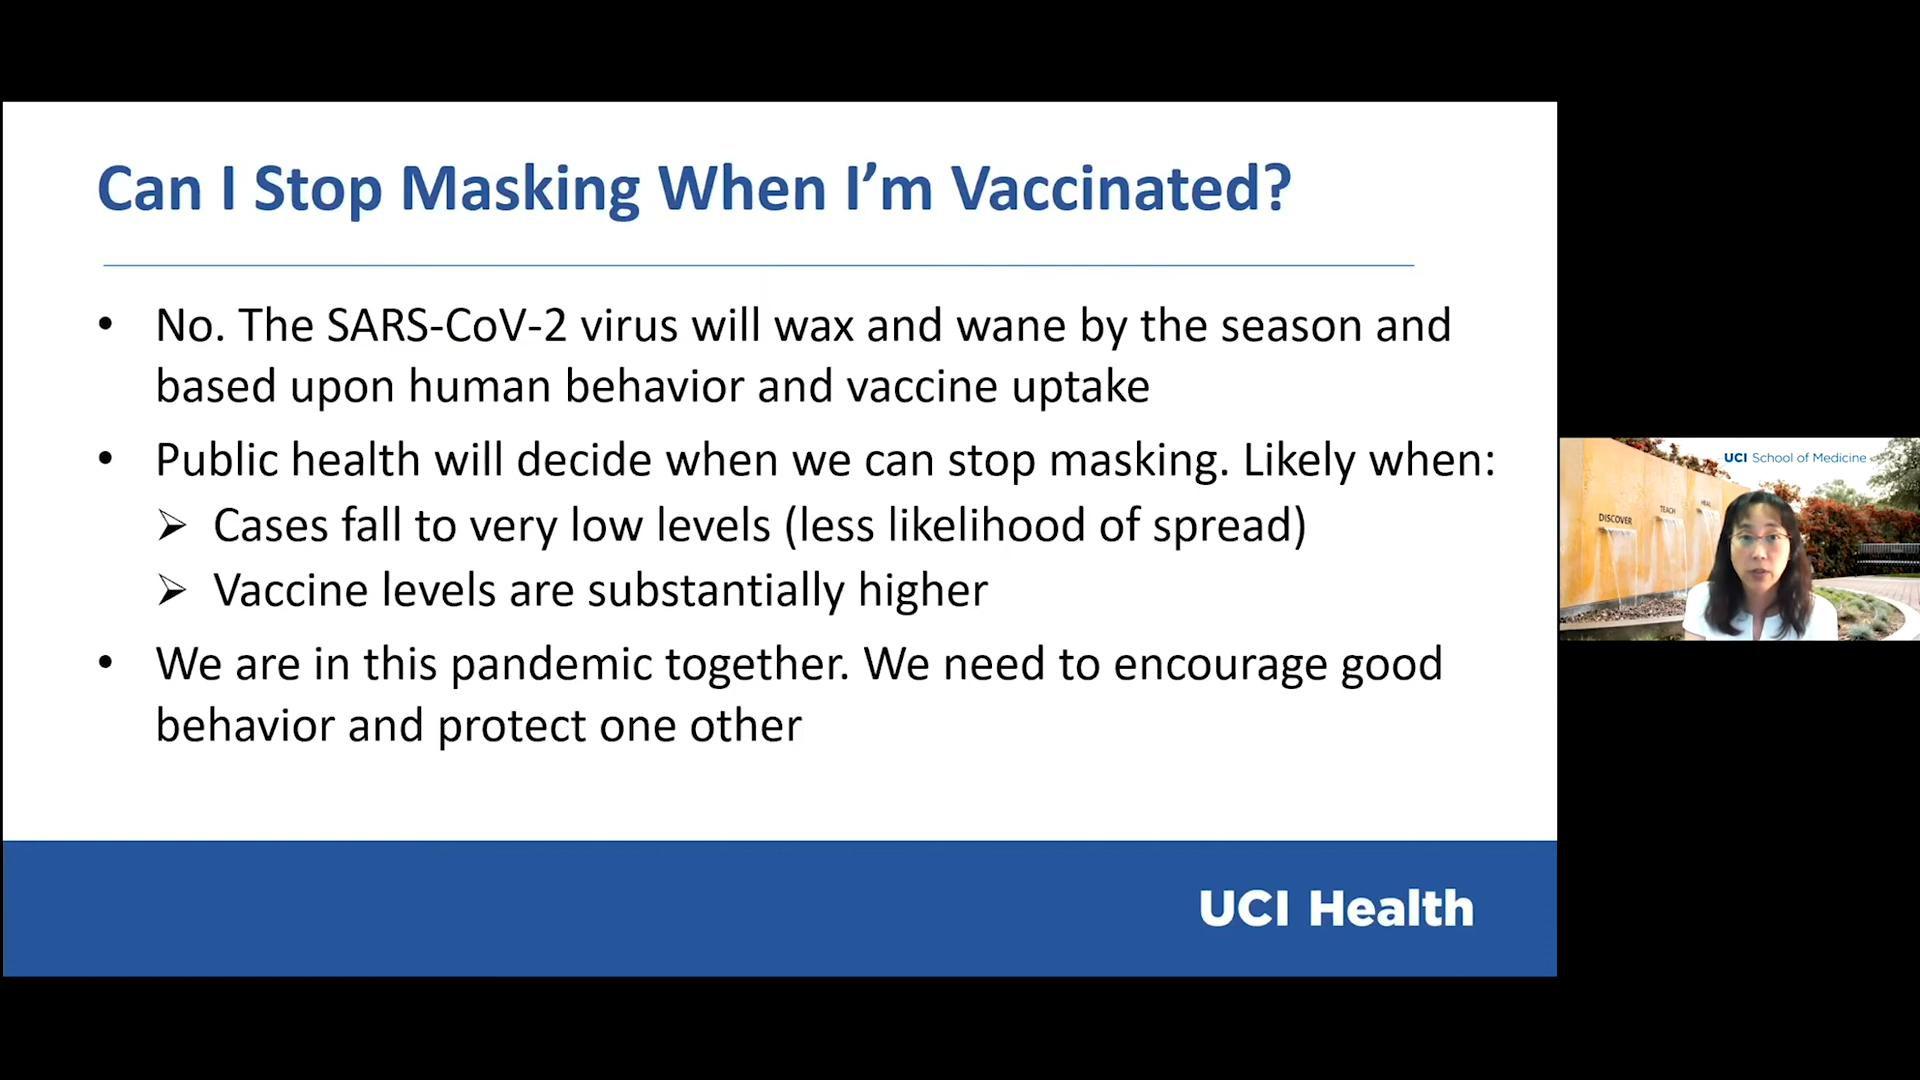 Can I Stop Masking When I’m Vaccinated?
• No. The SARS-CoV-2 virus will wax and wane by the season and
based upon human behavior and vaccine uptake
• Public health will decide when we can stop masking. Likely when:
➢ Cases fall to very low levels (less likelihood of spread)
➢ Vaccine levels are substantially higher
• We are in this pandemic together. We need to encourage good
behavior and protect one other
UCI Health
UCI School of Medicine
DISCOVER
TEACH
HEAL